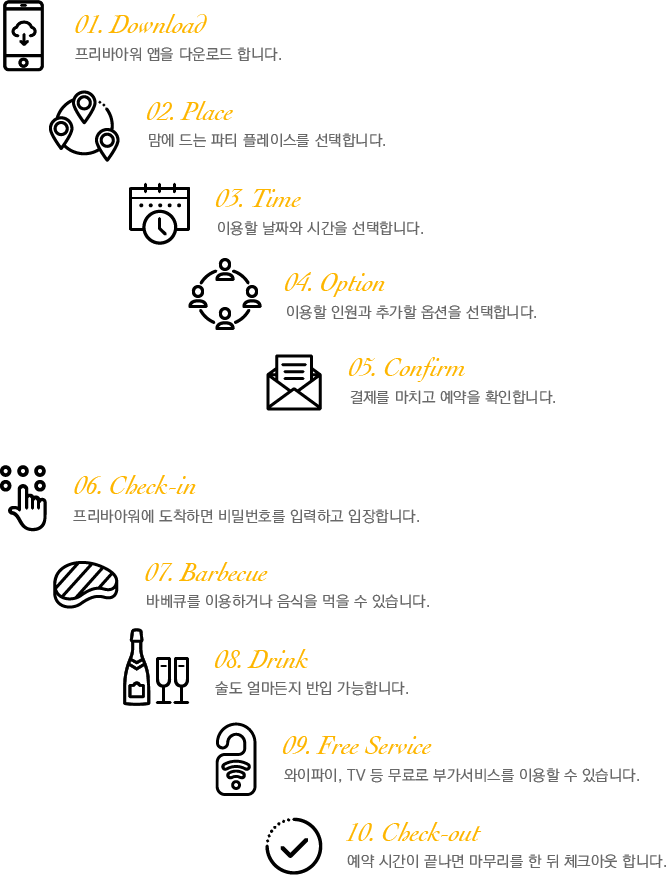 01. Download
프리바아워 앱을 다운로드 합니다.
02. Place
맘에 드는 파티 플레이스를 선택합니다.
03. Time
이용할 날짜와 시간을 선택합니다.
04. Option
이용할 인원과 추가할 옵션을 선택합니다.
05. Confirm
결제를 마치고 예약을 확인합니다.
06. Check-in
프리바아워에 도착하면 비밀번호를 입력하고 입장합니다.
07. Barbecue
바베큐를 이용하거나 음식을 먹을 수 있습니다.
08. Drink
술도 얼마든지 반입 가능합니다.
09. Free Service
와이파이, TV 등 무료로 부가서비스를 이용할 수 있습니다.
10. Check-out
예약 시간이 끝나면 마무리를 한 뒤 체크아웃 합니다.